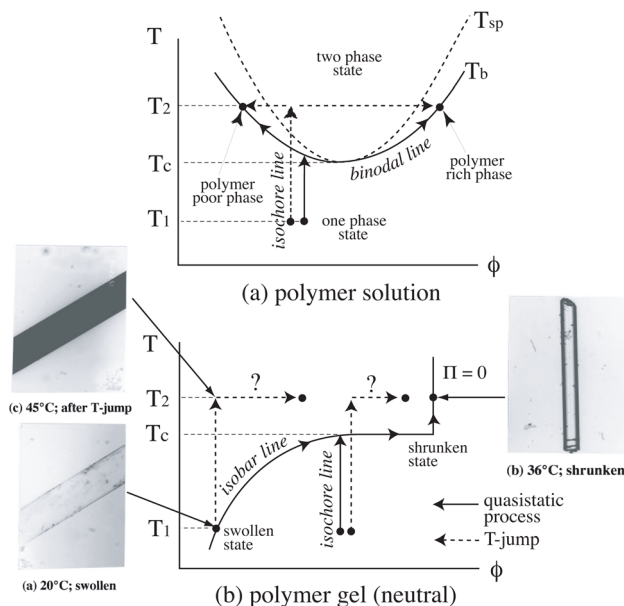 T
Tsp
two phase
state
Tb
T2
Tc
T1
polymer
poor phase
isochore line
binodal line
polymer
rich phase
one phase
state
ϕ
(a) polymer solution
(c) 45°C; after T-jump
(a) 20°C; swollen
T
T2
Tc
T1
?
?
Π = 0
isobar line
isochore line
shrunken
state
swollen
state
(b) 36°C; shrunken
quasistatic
process
T-jump
ϕ
(b) polymer gel (neutral)